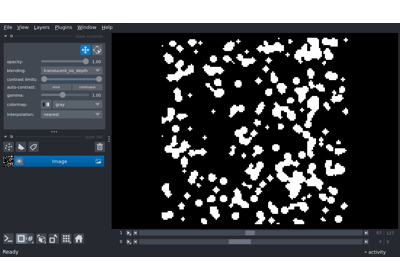 File View Layers Plugins Window Help
opacity: 1.00
blending: translucent_no_depth
contrast limits:
auto-contrast: once continuous
gamma: 1.00
colormap: gray
interpolation: nearest
Image
1
0
Ready
activity